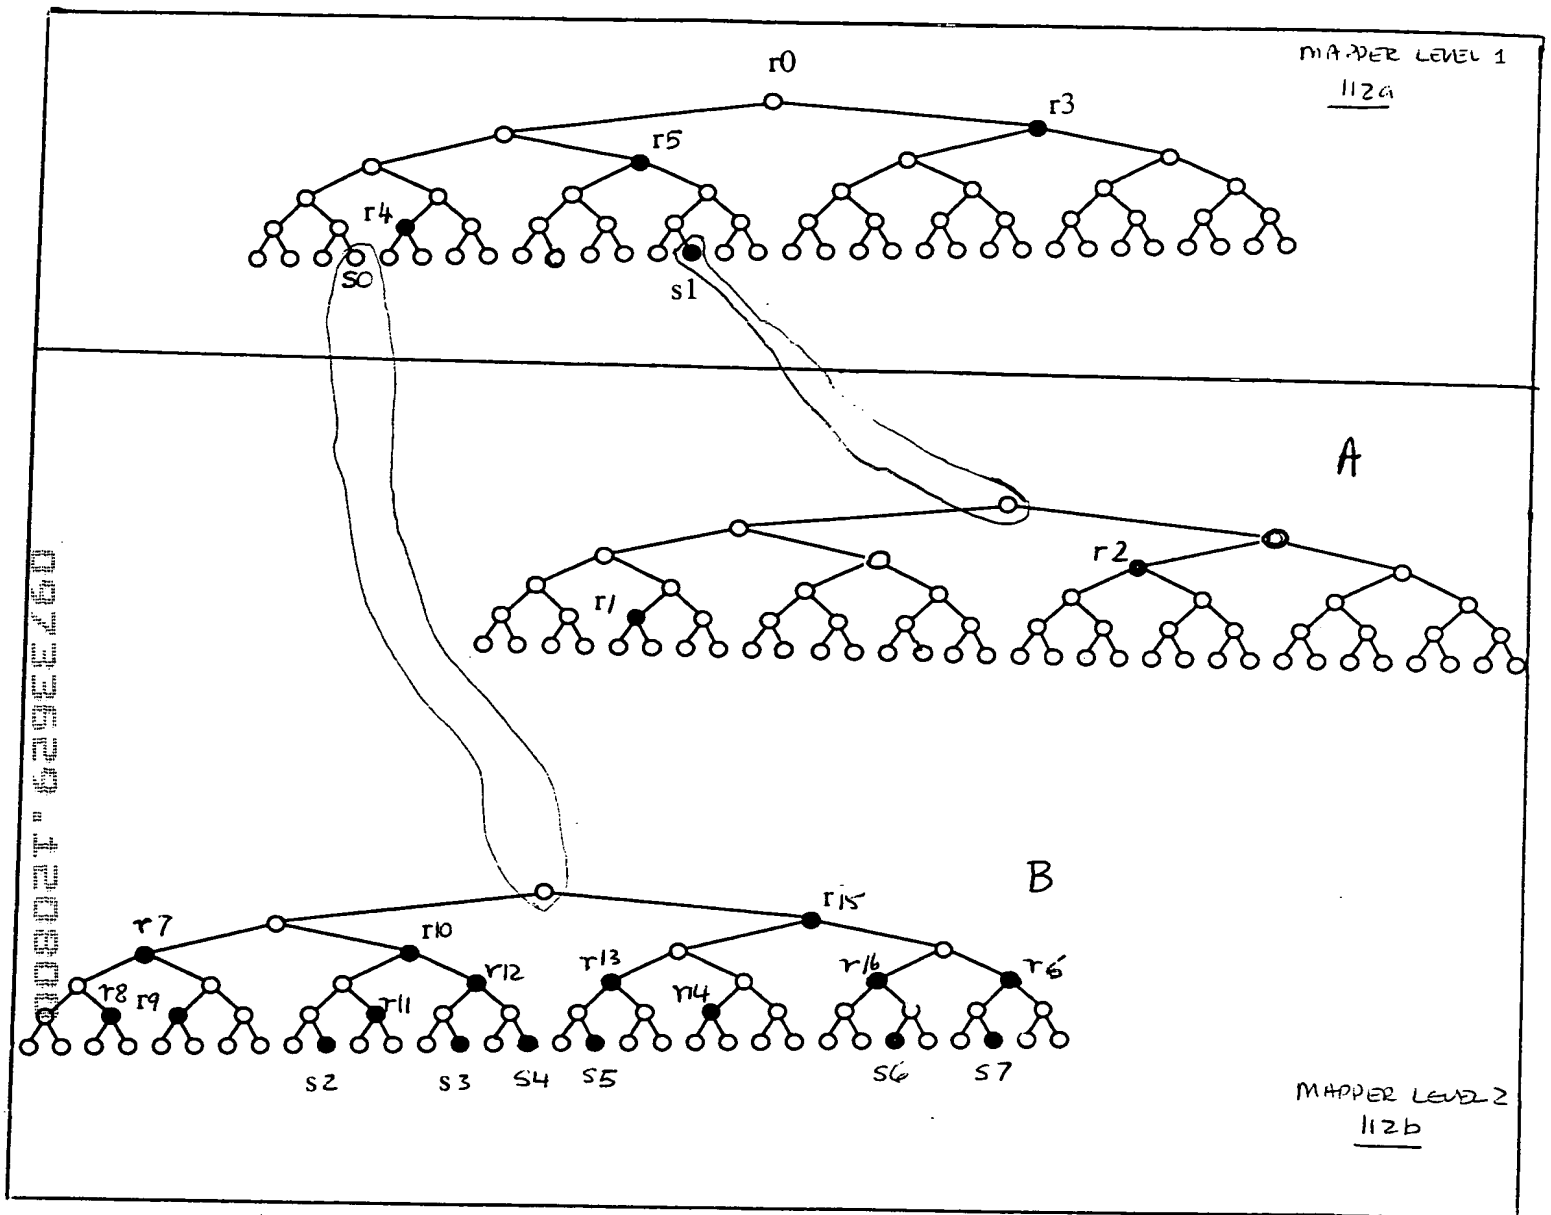 MAPPER LEVEL 1
112a
r0
r3
r5
r4
s0
s1
A
r2
r1
B
r15
r7
r10
r13
r12
r16
r6
r8
r9
r11
r14
s2
s3
s4
s5
s6
s7
MAPPER LEVEL 2
112b
09733629.120800